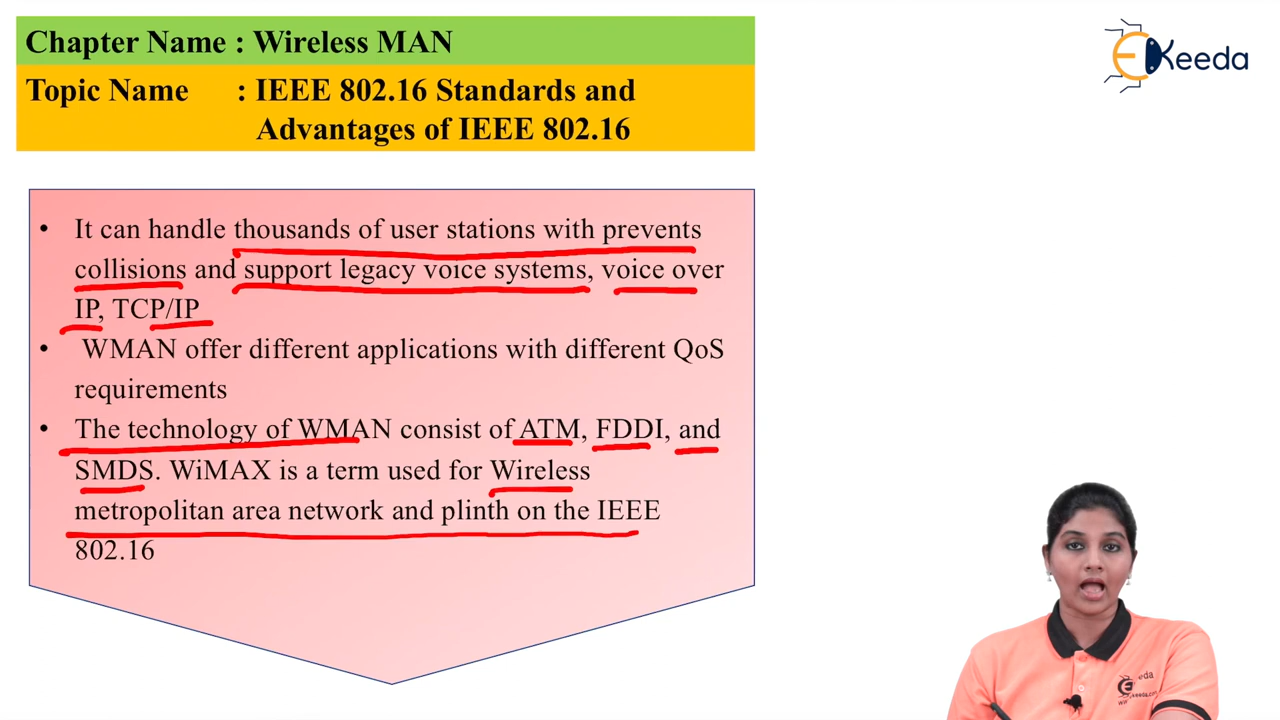 Chapter Name : Wireless MAN
Topic Name : IEEE 802.16 Standards and
Advantages of IEEE 802.16
EKeeda
• It can handle thousands of user stations with prevents
collisions and support legacy voice systems, voice over
IP, TCP/IP
• WMAN offer different applications with different QoS
requirements
• The technology of WMAN consist of ATM, FDDI, and
SMDS. WiMAX is a term used for Wireless
metropolitan area network and plinth on the IEEE
802.16